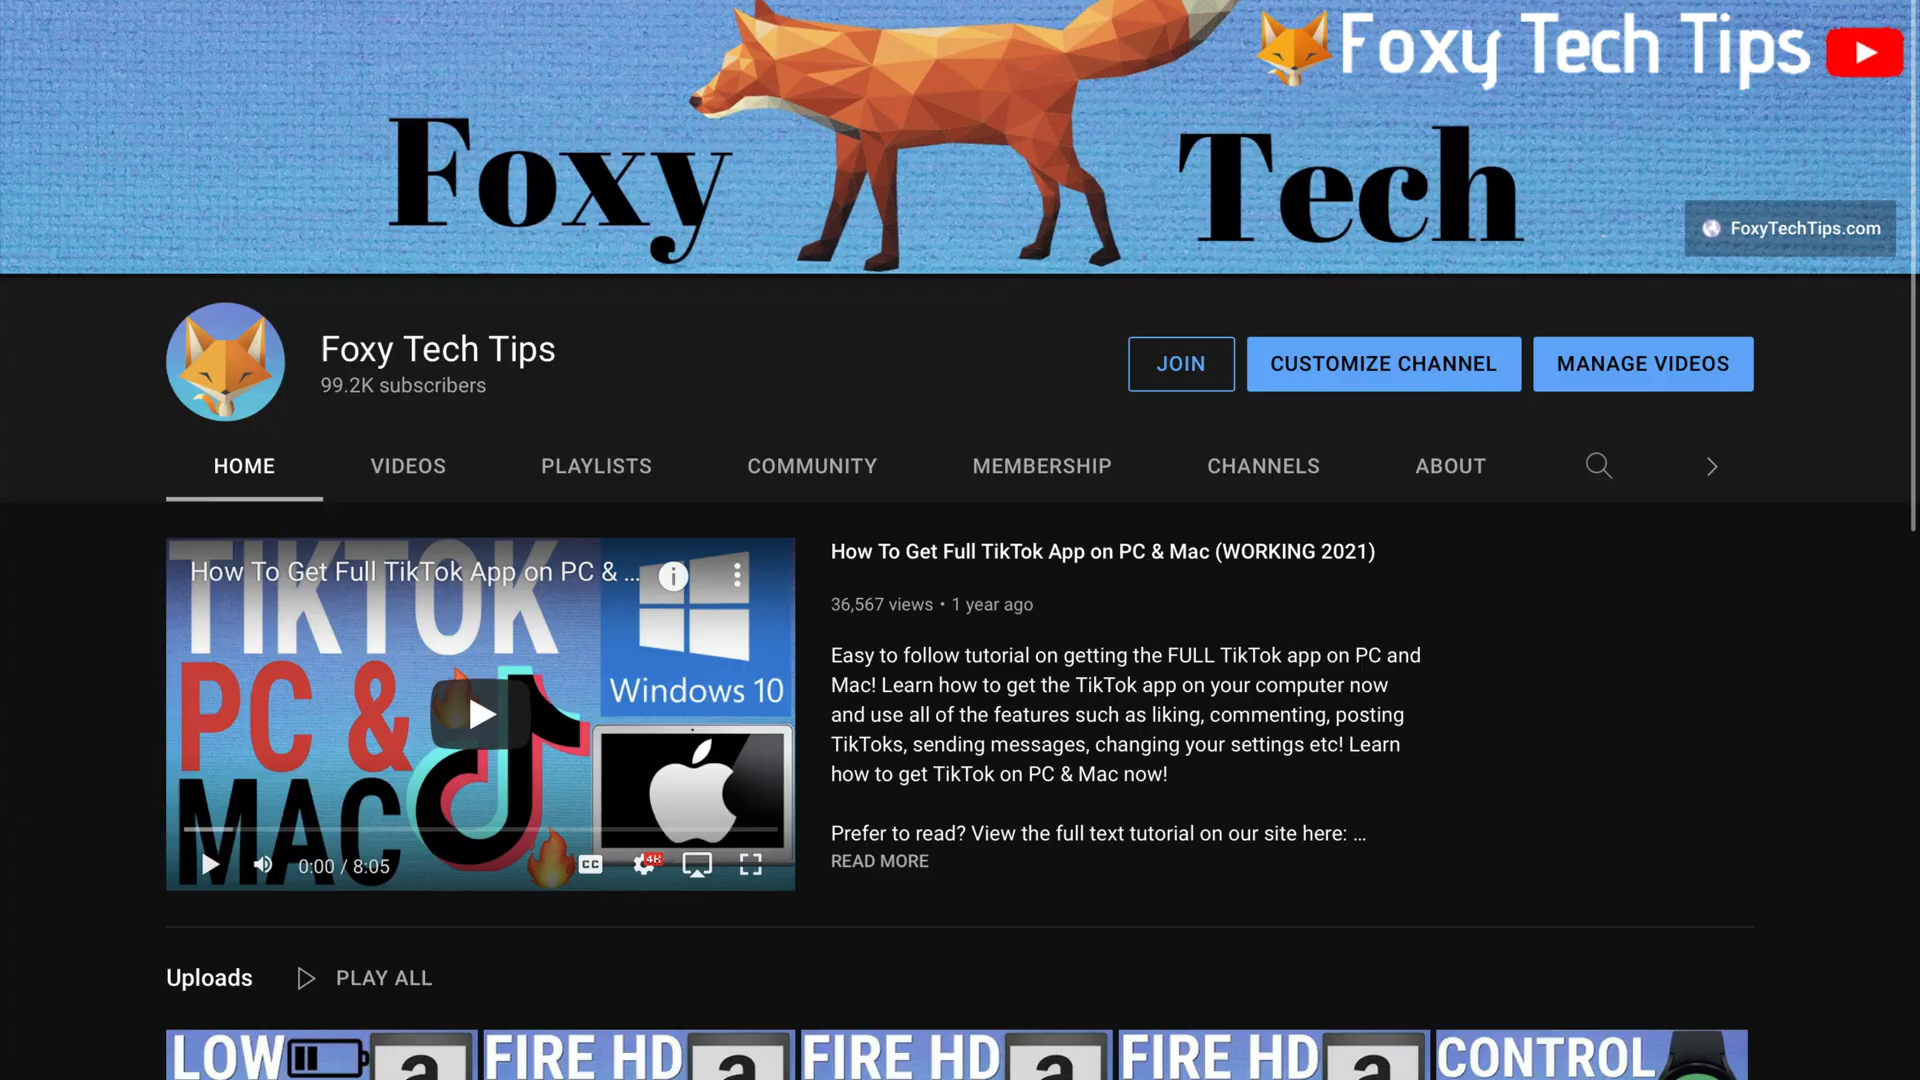 Foxy Tech Tips
Foxy Tech
FoxyTechTips.com
Foxy Tech Tips
99.2K subscribers
JOIN
CUSTOMIZE CHANNEL
MANAGE VIDEOS
HOME
VIDEOS
PLAYLISTS
COMMUNITY
MEMBERSHIP
CHANNELS
ABOUT
TIKTOK
How To Get Full TikTok App on PC & ...
i
PC &
MAC
Windows 10
0:00 / 8:05
CC
4K
How To Get Full TikTok App on PC & Mac (WORKING 2021)
36,567 views • 1 year ago
Easy to follow tutorial on getting the FULL TikTok app on PC and
Mac! Learn how to get the TikTok app on your computer now
and use all of the features such as liking, commenting, posting
TikToks, sending messages, changing your settings etc! Learn
how to get TikTok on PC & Mac now!
Prefer to read? View the full text tutorial on our site here: ...
READ MORE
Uploads
PLAY ALL
LOW
a
FIRE HD
a
FIRE HD
a
FIRE HD
a
CONTROL